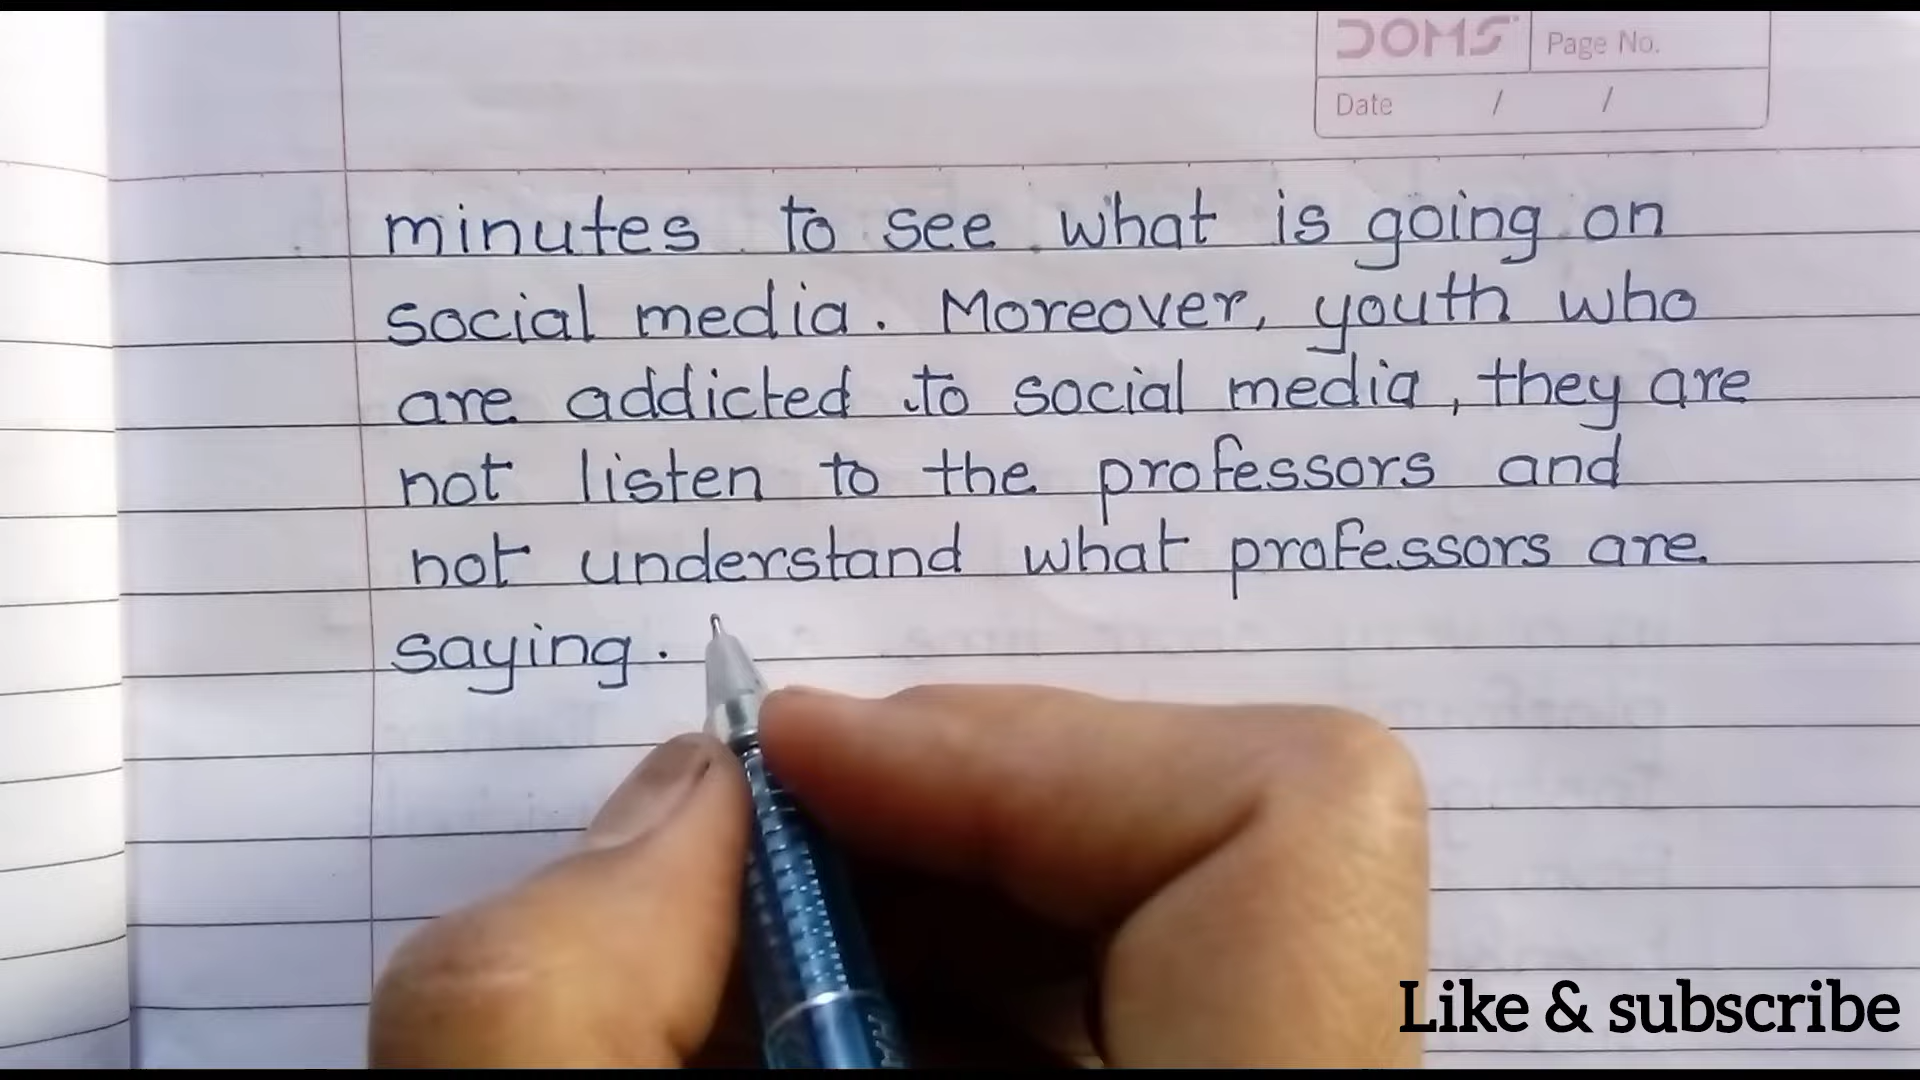 DOMS
Page No.
Date / /
minutes to see what is going on
social media. Moreover, youth who
are addicted to social media, they are
not listen to the professors and
not understand what professors are
saying.
Like & subscribe